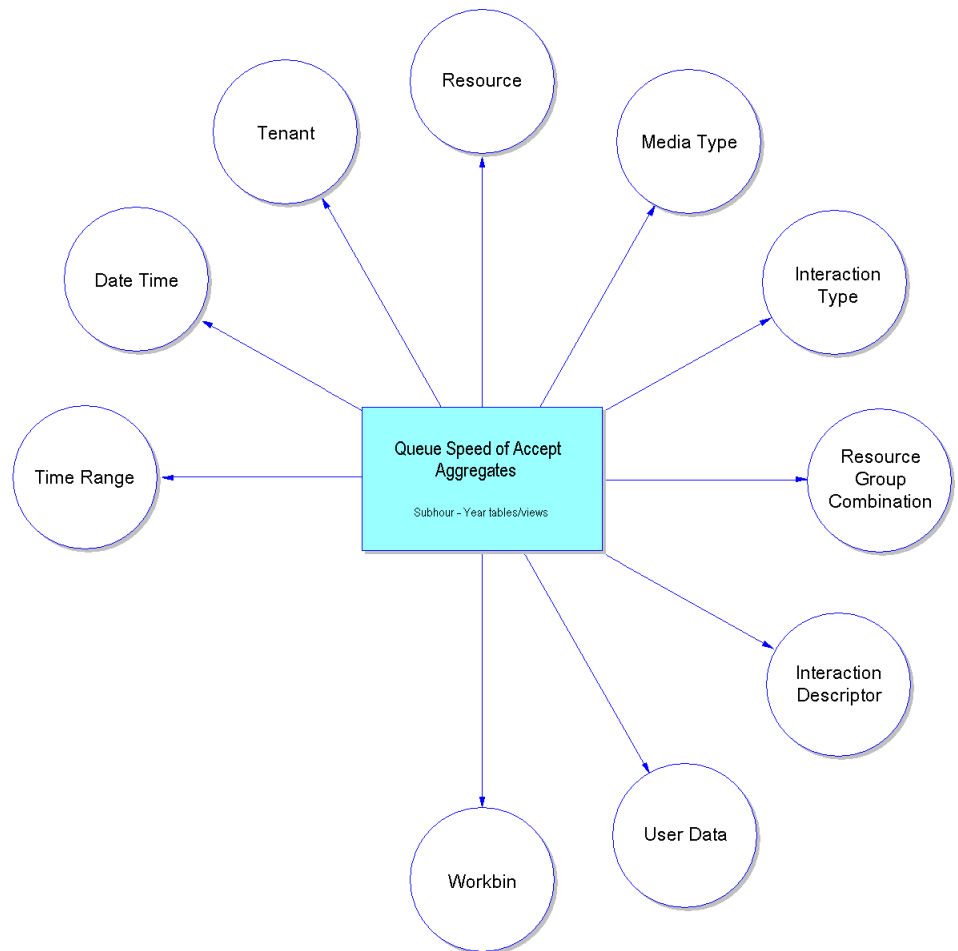 Resource
Tenant
Media Type
Date Time
Interaction
Type
Queue Speed of Accept
Aggregates
Subhour - Year tables/views
Time Range
Resource
Group
Combination
Interaction
Descriptor
User Data
Workbin